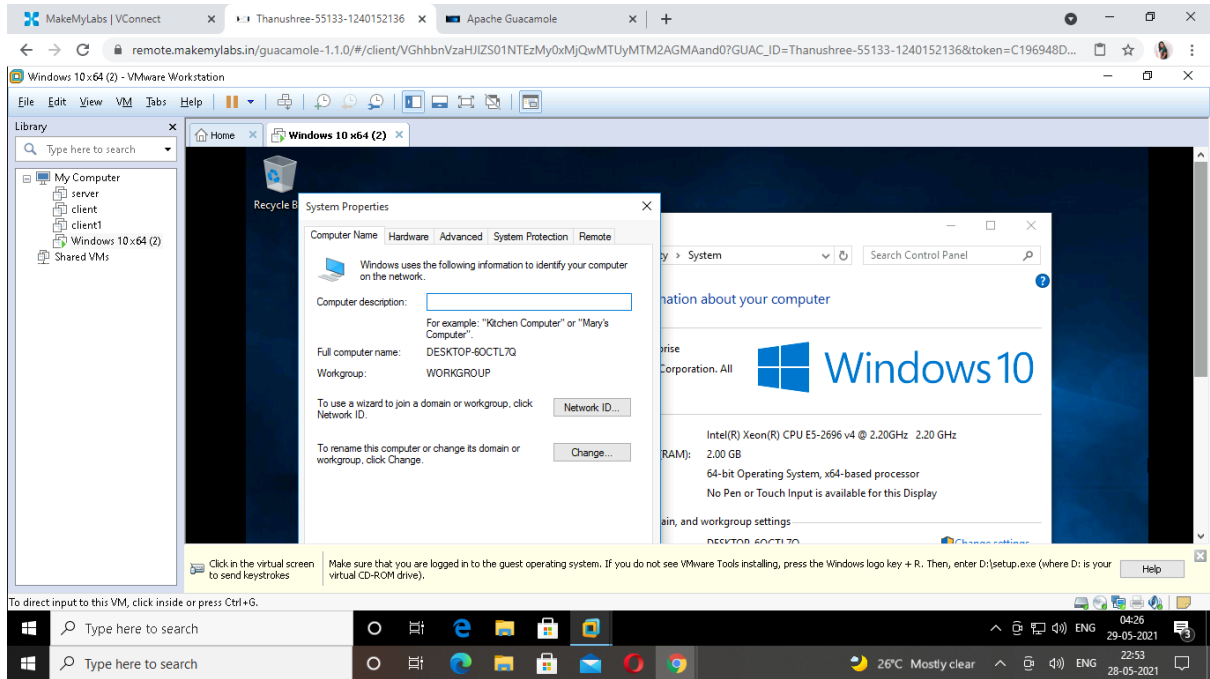 MakeMyLabs | VConnect
Thanushree-55133-1240152136
Apache Guacamole
remote.makemylabs.in/guacamole-1.1.0/#/client/VGhhbnVzaHJlZS01NTEzMy0xMjQwMTUyMTM2AGMAand0?GUAC_ID=Thanushree-55133-1240152136&token=C196948D...
Windows 10 x64 (2) - VMware Workstation
File Edit View VM Tabs Help
Library
Type here to search
My Computer
server
client
client1
Windows 10 x64 (2)
Shared VMs
Home
Windows 10 x64 (2)
Recycle B
System Properties
Computer Name Hardware Advanced System Protection Remote
Windows uses the following information to identify your computer
on the network.
Computer description:
For example: "Kitchen Computer" or "Mary's
Computer".
Full computer name: DESKTOP-6OCTL7Q
Workgroup: WORKGROUP
To use a wizard to join a domain or workgroup, click
Network ID.
Network ID...
To rename this computer or change its domain or
workgroup, click Change.
Change...
System
Search Control Panel
mation about your computer
prise
Corporation. All
Windows 10
Intel(R) Xeon(R) CPU E5-2696 v4 @ 2.20GHz 2.20 GHz
RAM): 2.00 GB
64-bit Operating System, x64-based processor
No Pen or Touch Input is available for this Display
ain, and workgroup settings
DESKTOP-6OCTL7Q
Change settings
Click in the virtual screen
to send keystrokes
Make sure that you are logged in to the guest operating system. If you do not see VMware Tools installing, press the Windows logo key + R. Then, enter D:\setup.exe (where D: is your
virtual CD-ROM drive).
Help
To direct input to this VM, click inside or press Ctrl+G.
Type here to search
ENG
04:26
29-05-2021
3
Type here to search
26°C Mostly clear
ENG
22:53
28-05-2021